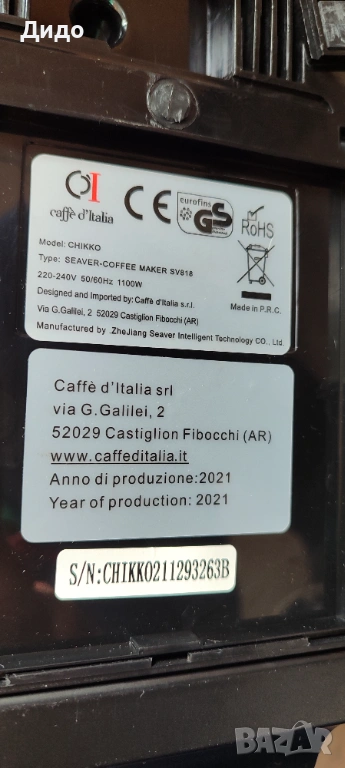 Дидо
CI
caffè d'Italia
CE
eurofins
GS
RoHS
Model: CHIKKO
Type: SEAVER-COFFEE MAKER SV818
220-240V 50/60Hz 1100W
Designed and Imported by:Caffè d'Italia s.r.l.
Via G.Galilei, 2 52029 Castiglion Fibocchi (AR)
Made in P.R.C.
Manufactured by .ZheJiang Seaver Intelligent Technology CO., Ltd
Caffè d'Italia srl
via G.Galilei, 2
52029 Castiglion Fibocchi (AR)
www.caffeditalia.it
Anno di produzione:2021
Year of production: 2021
S/N:CHIKKO211293263B
BAZAR